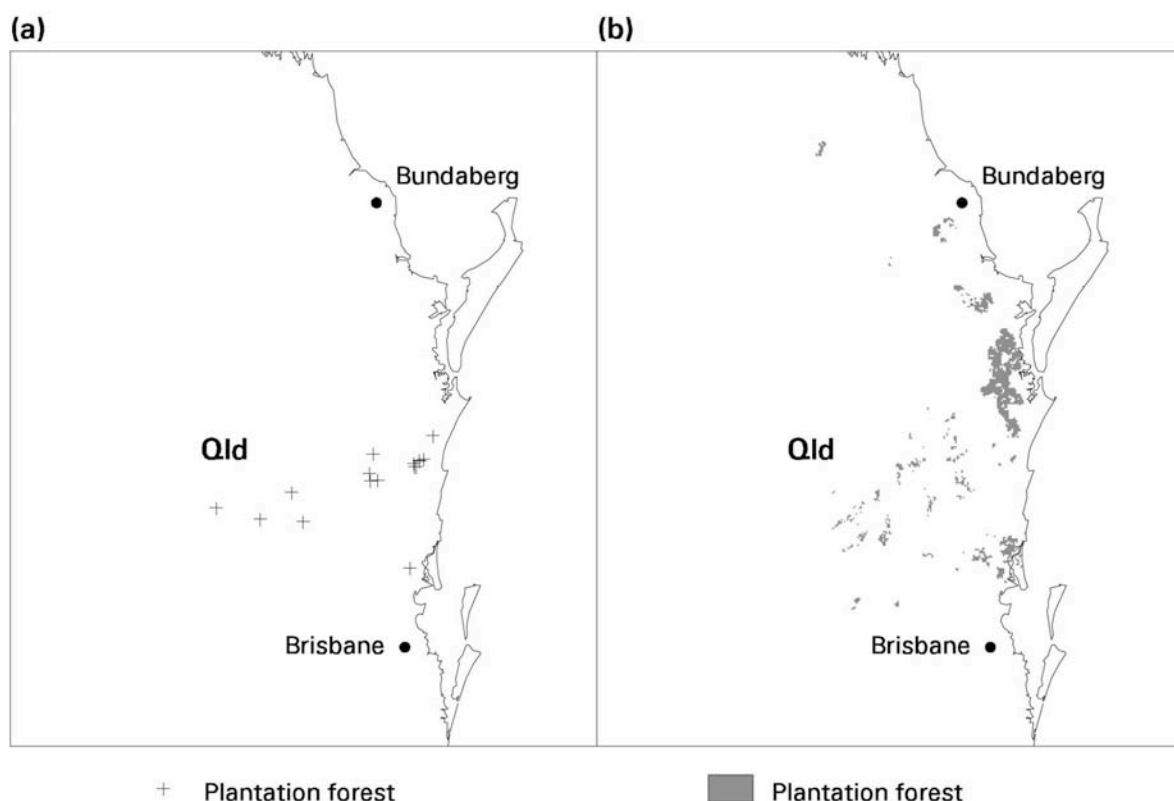 (a)
(b)
Bundaberg
Bundaberg
Qld
Qld
Brisbane
Brisbane
Plantation forest
Plantation forest